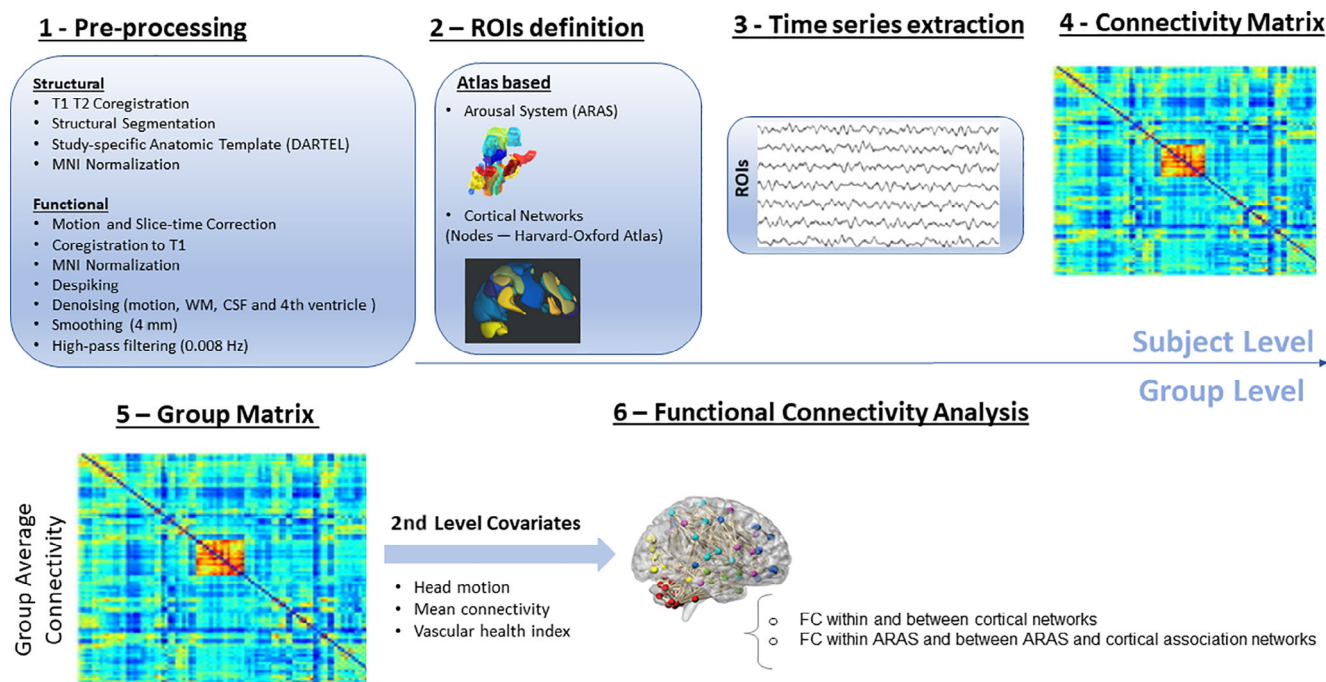 1 - Pre-processing
Structural
• T1 T2 Coregistration
• Structural Segmentation
• Study-specific Anatomic Template (DARTEL)
• MNI Normalization
Functional
• Motion and Slice-time Correction
• Coregistration to T1
• MNI Normalization
• Despiking
• Denoising (motion, WM, CSF and 4th ventricle )
• Smoothing (4 mm)
• High-pass filtering (0.008 Hz)
2 – ROIs definition
Atlas based
• Arousal System (ARAS)
• Cortical Networks
(Nodes — Harvard-Oxford Atlas)
3 - Time series extraction
ROIs
4 - Connectivity Matrix
Subject Level
Group Level
5 – Group Matrix
Group Average
Connectivity
2nd Level Covariates
• Head motion
• Mean connectivity
• Vascular health index
6 – Functional Connectivity Analysis
o FC within and between cortical networks
o FC within ARAS and between ARAS and cortical association networks